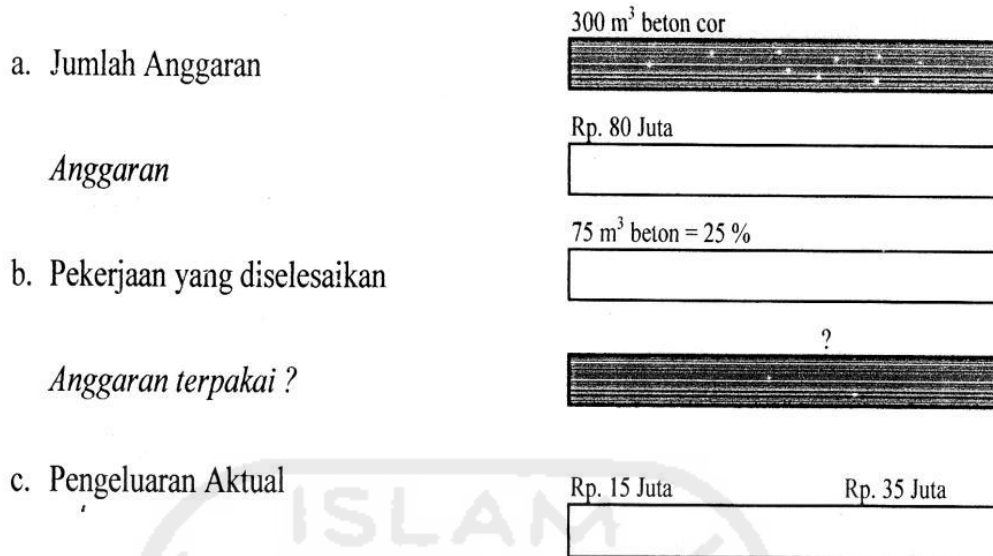 300 m³ beton cor
a. Jumlah Anggaran
Rp. 80 Juta
Anggaran
75 m³ beton = 25 %
b. Pekerjaan yang diselesaikan
?
Anggaran terpakai ?
c. Pengeluaran Aktual
Rp. 15 Juta Rp. 35 Juta
ISLAM